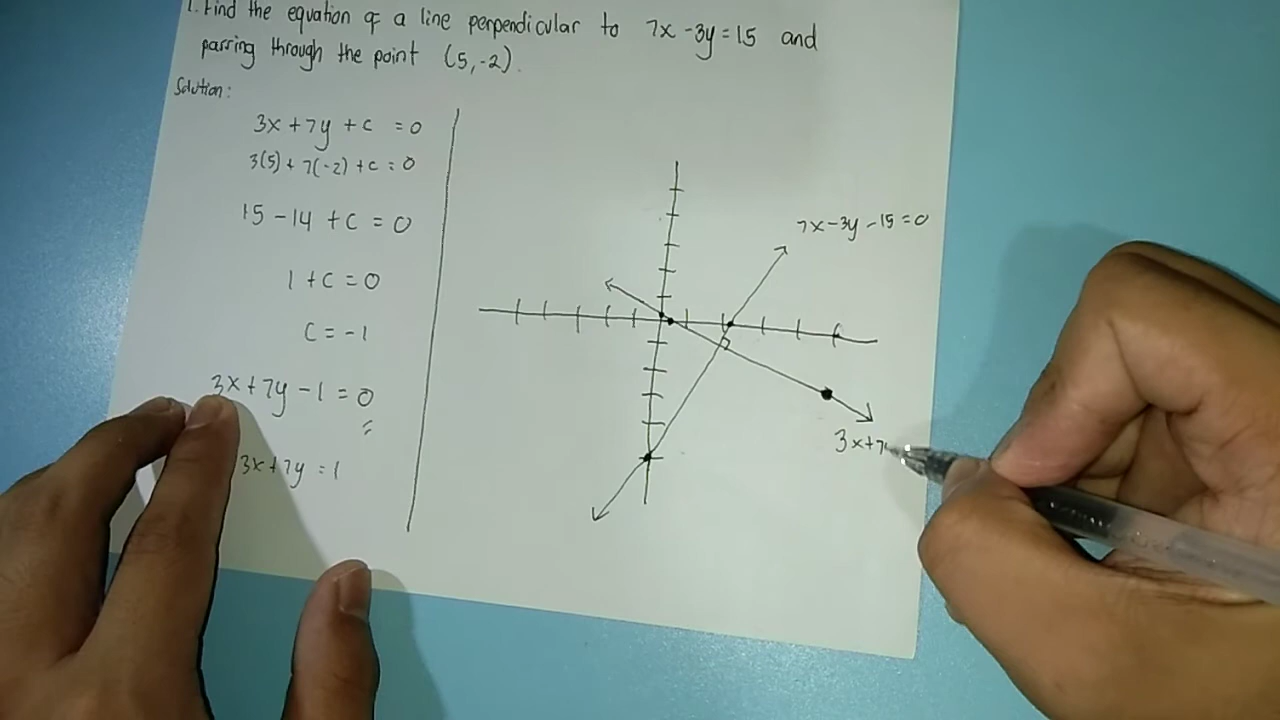 1. Find the equation of a line perpendicular to 7x - 3y = 15 and
passing through the point (5, -2).
Solution:
3x + 7y + c = 0
3(5) + 7(-2) + c = 0
15 - 14 + c = 0
1 + c = 0
c = -1
3x + 7y - 1 = 0
3x + 7y = 1
7x - 3y - 15 = 0
3x + 7y